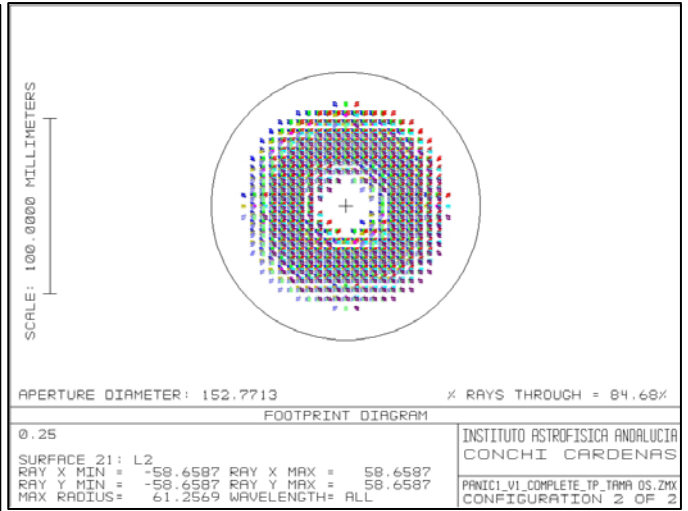 SCALE: 100.0000 MILLIMETERS
APERTURE DIAMETER: 152.7713
% RAYS THROUGH = 84.68%
FOOTPRINT DIAGRAM
0.25
SURFACE 21: L2
RAY X MIN = -58.6587 RAY X MAX = 58.6587
RAY Y MIN = -58.6587 RAY Y MAX = 58.6587
MAX RADIUS= 61.2569 WAVELENGTH= ALL
INSTITUTO ASTROFISICA ANDALUCIA
CONCHI CARDENAS
PANIC1_V1_COMPLETE_TP_TAMA OS.ZMX
CONFIGURATION 2 OF 2